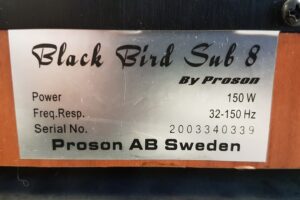 Black Bird Sub 8
By Proson
Power 150 W
Freq.Resp. 32-150 Hz
Serial No. 2003340339
Proson AB Sweden